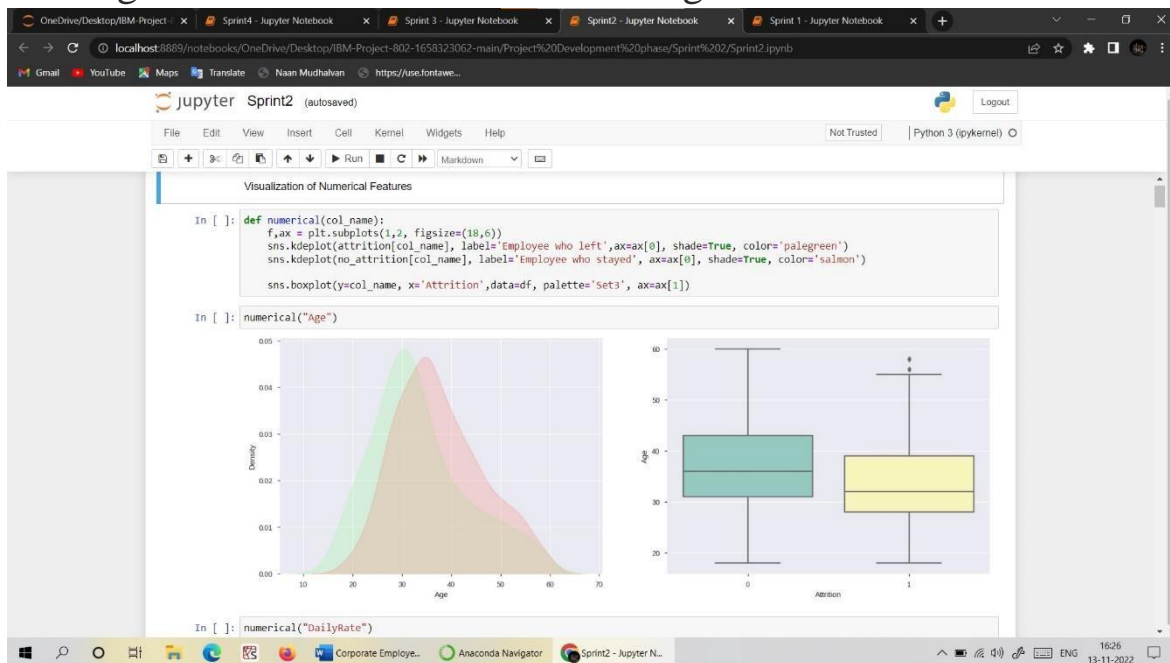 OneDrive/Desktop/IBM-Project-
Sprint4 - Jupyter Notebook
Sprint 3 - Jupyter Notebook
Sprint2 - Jupyter Notebook
Sprint 1 - Jupyter Notebook
localhost:8889/notebooks/OneDrive/Desktop/IBM-Project-802-1658323062-main/Project%20Development%20phase/Sprint%202/Sprint2.ipynb
Gmail YouTube Maps Translate Naan Mudhalvan https://use.fontawe...
jupyter Sprint2 (autosaved)
Logout
File Edit View Insert Cell Kernel Widgets Help
Not Trusted
Python 3 (ipykernel)
Run Markdown
Visualization of Numerical Features
In [ ]: def numerical(col_name):
f,ax = plt.subplots(1,2, figsize=(18,6))
sns.kdeplot(attrition[col_name], label='Employee who left',ax=ax[0], shade=True, color='palegreen')
sns.kdeplot(no_attrition[col_name], label='Employee who stayed', ax=ax[0], shade=True, color='salmon')
sns.boxplot(y=col_name, x='Attrition',data=df, palette='Set3', ax=ax[1])
In [ ]: numerical("Age")
0.05
0.04
0.03
0.02
0.01
0.00
Density
10 20 30 40 50 60 70
Age
60
50
40
30
20
Age
0 1
Attrition
In [ ]: numerical("DailyRate")
Corporate Employe...
Anaconda Navigator
Sprint2 - Jupyter N...
ENG
16:26
13-11-2022